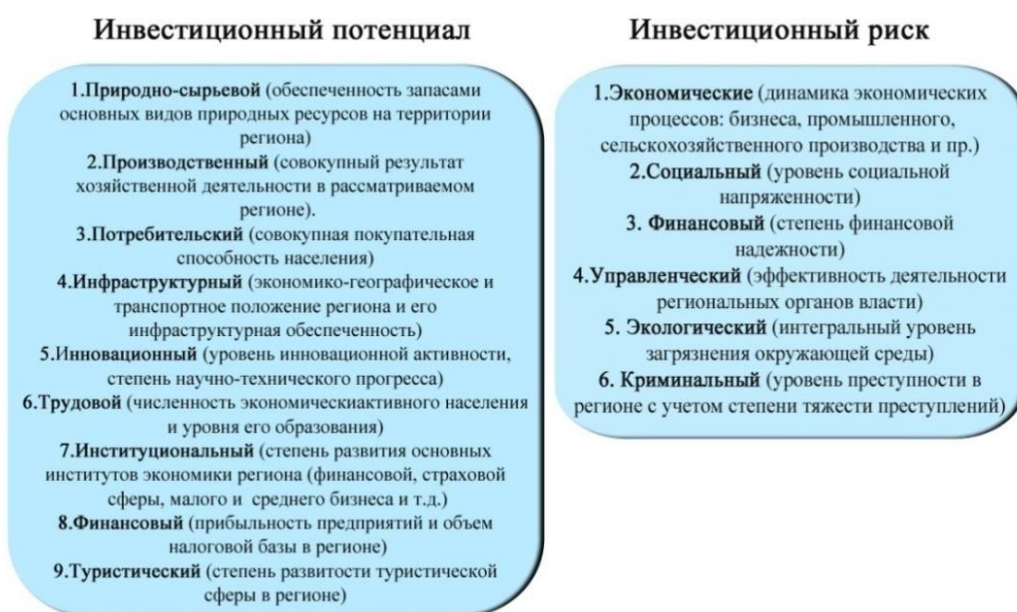 Инвестиционный потенциал
1.Природно-сырьевой (обеспеченность запасами
основных видов природных ресурсов на территории
региона)
2.Производственный (совокупный результат
хозяйственной деятельности в рассматриваемом
регионе).
3.Потребительский (совокупная покупательная
способность населения)
4.Инфраструктурный (экономико-географическое и
транспортное положение региона и его
инфраструктурная обеспеченность)
5.Инновационный (уровень инновационной активности,
степень научно-технического прогресса)
6.Трудовой (численность экономическиактивного населения
и уровня его образования)
7.Институциональный (степень развития основных
институтов экономики региона (финансовой, страховой
сферы, малого и среднего бизнеса и т.д.)
8.Финансовый (прибыльность предприятий и объем
налоговой базы в регионе)
9.Туристический (степень развитости туристической
сферы в регионе)
Инвестиционный риск
1.Экономические (динамика экономических
процессов: бизнеса, промышленного,
сельскохозяйственного производства и пр.)
2.Социальный (уровень социальной
напряженности)
3. Финансовый (степень финансовой
надежности)
4.Управленческий (эффективность деятельности
региональных органов власти)
5. Экологический (интегральный уровень
загрязнения окружающей среды)
6. Криминальный (уровень преступности в
регионе с учетом степени тяжести преступлений)